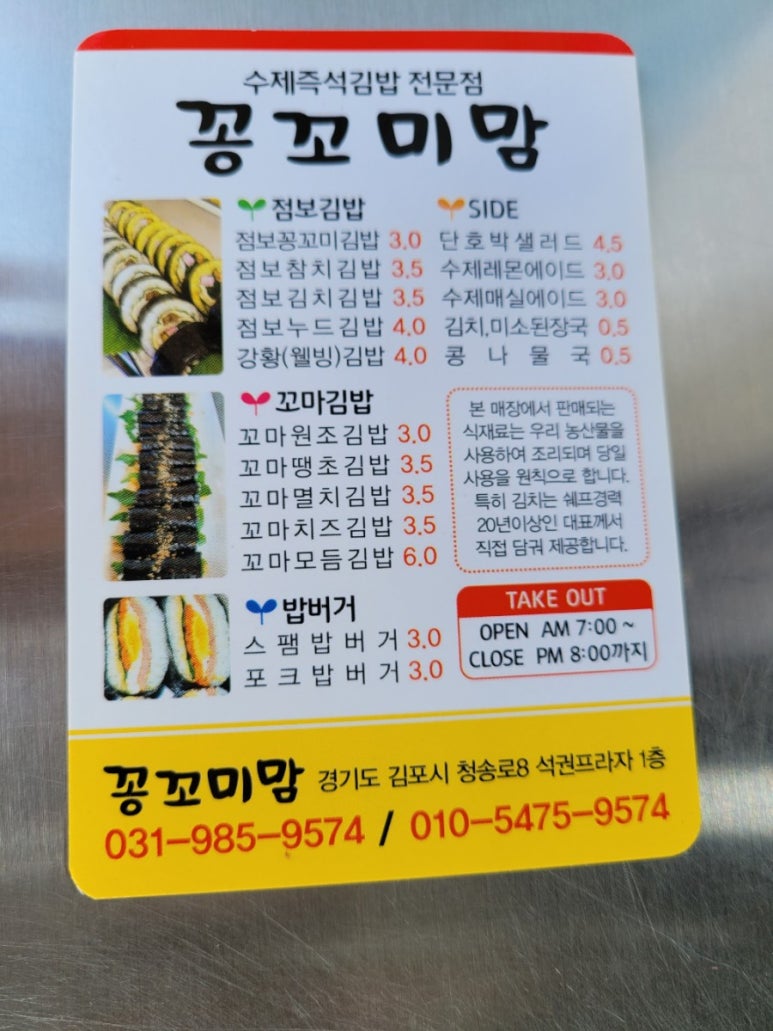 수제즉석김밥 전문점
꽁꼬미맘
점보김밥
점보꽁꼬미김밥 3.0
점보참치김밥 3.5
점보김치김밥 3.5
점보누드김밥 4.0
강황(웰빙)김밥 4.0
SIDE
단호박샐러드 4.5
수제레몬에이드 3.0
수제매실에이드 3.0
김치,미소된장국 0.5
콩나물국 0.5
꼬마김밥
꼬마원조김밥 3.0
꼬마땡초김밥 3.5
꼬마멸치김밥 3.5
꼬마치즈김밥 3.5
꼬마모듬김밥 6.0
본 매장에서 판매되는
식재료는 우리 농산물을
사용하여 조리되며 당일
사용을 원칙으로 합니다.
특히 김치는 쉐프경력
20년이상인 대표께서
직접 담궈 제공합니다.
밥버거
스팸밥버거 3.0
포크밥버거 3.0
TAKE OUT
OPEN AM 7:00 ~
CLOSE PM 8:00까지
꽁꼬미맘 경기도 김포시 청송로8 석권프라자 1층
031-985-9574 / 010-5475-9574